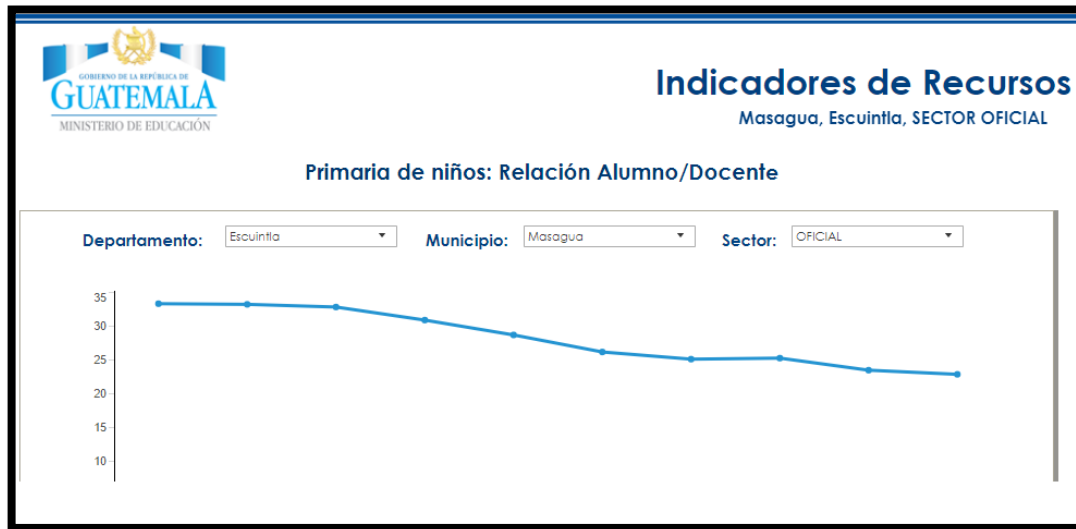 GOBIERNO DE LA REPÚBLICA DE
GUATEMALA
MINISTERIO DE EDUCACIÓN
Indicadores de Recursos
Masagua, Escuintla, SECTOR OFICIAL
Primaria de niños: Relación Alumno/Docente
Departamento: Escuintla Municipio: Masagua Sector: OFICIAL
35
30
25
20
15
10